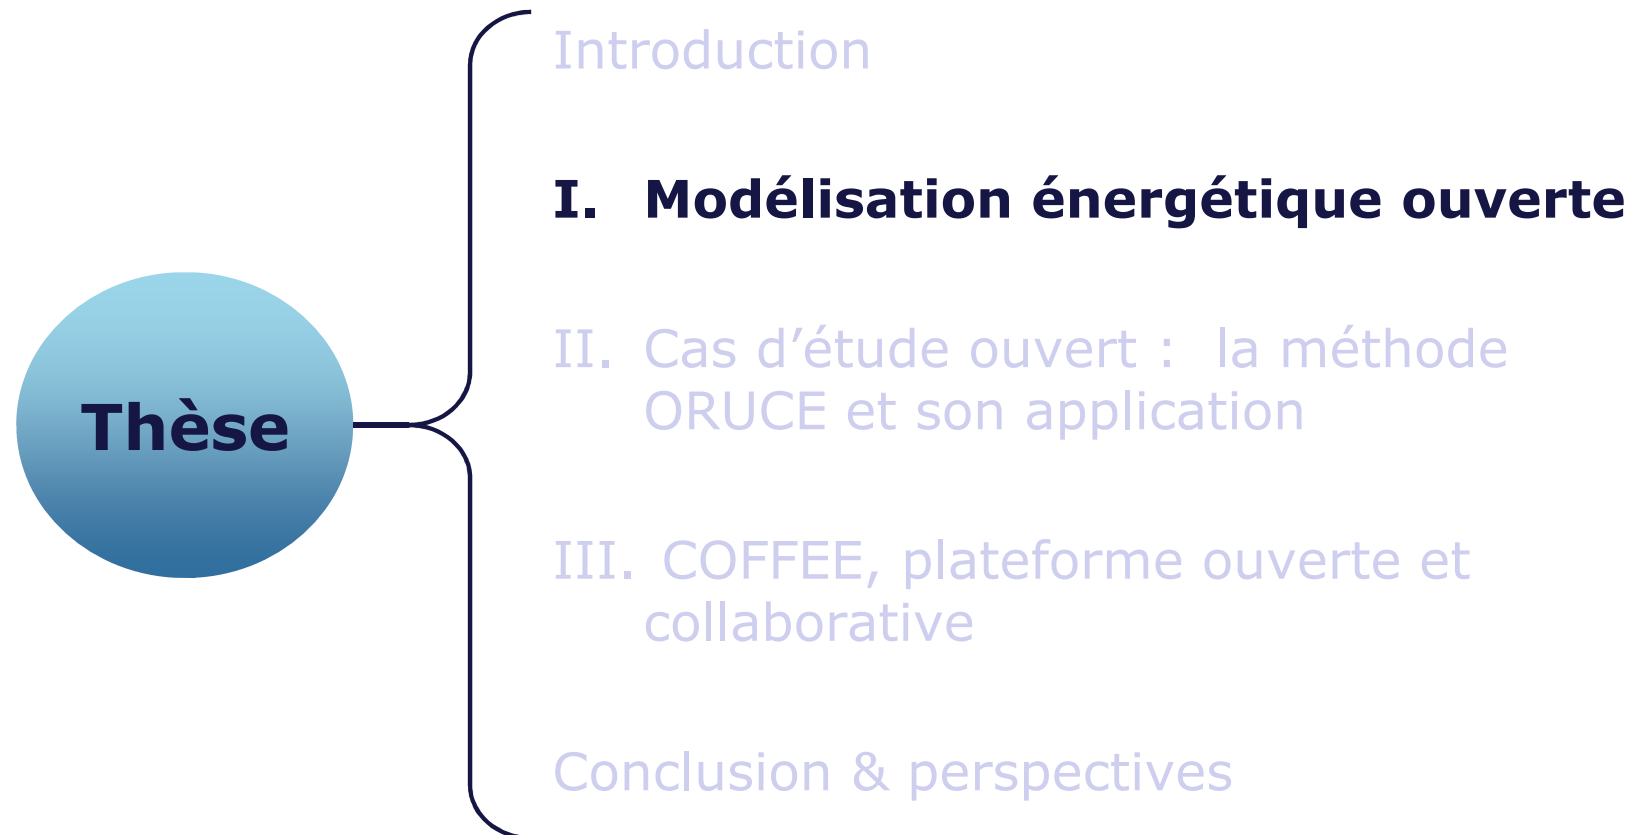 Introduction
I. Modélisation énergétique ouverte
II. Cas d’étude ouvert : la méthode
ORUCE et son application
Thèse
III. COFFEE, plateforme ouverte et
collaborative
Conclusion & perspectives